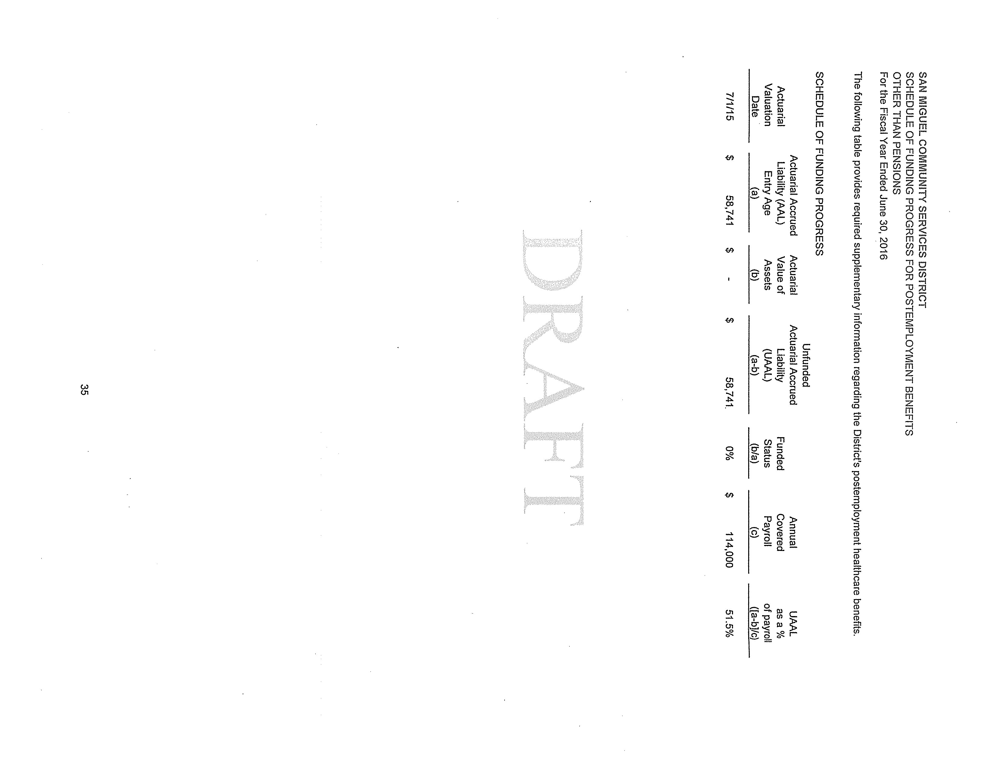 SAN MIGUEL COMMUNITY SERVICES DISTRICT
SCHEDULE OF FUNDING PROGRESS FOR POSTEMPLOYMENT BENEFITS
OTHER THAN PENSIONS
For the Fiscal Year Ended June 30, 2016
The following table provides required supplementary information regarding the District's postemployment healthcare benefits.
SCHEDULE OF FUNDING PROGRESS
Unfunded
Actuarial Accrued Actuarial Actuarial Accrued Annual UAAL
Actuarial Liability (AAL) Value of Liability Funded Covered as a %
Valuation Entry Age Assets (UAAL) Status Payroll of payroll
Date (a) (b) (a-b) (b/a) (c) ([a-b]/c)
7/1/15 $ 58,741 $ - $ 58,741 0% $ 114,000 51.5%
DRAFT
35